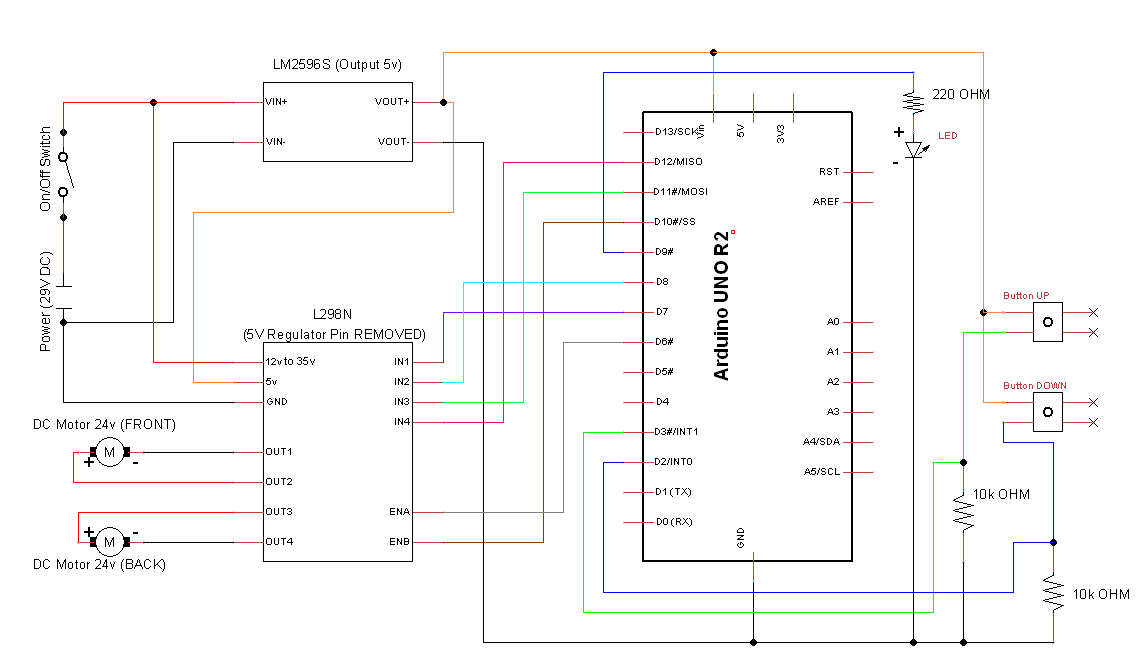 LM2596S (Output 5v)
VIN+
VOUT+
VIN-
VOUT-
On/Off Switch
Power (29V DC)
L298N
(5V Regulator Pin REMOVED)
12v to 35v
5v
GND
IN1
IN2
IN3
IN4
OUT1
OUT2
OUT3
OUT4
ENA
ENB
DC Motor 24v (FRONT)
M
+
-
M
+
-
DC Motor 24v (BACK)
Arduino UNO R2
Vin
5V
3V3
D13/SCK
D12/MISO
D11#/MOSI
D10#/SS
D9#
D8
D7
D6#
D5#
D4
D3#/INT1
D2/INT0
D1(TX)
D0(RX)
GND
RST
AREF
A0
A1
A2
A3
A4/SDA
A5/SCL
220 OHM
+
LED
-
Button UP
Button DOWN
10k OHM
10k OHM